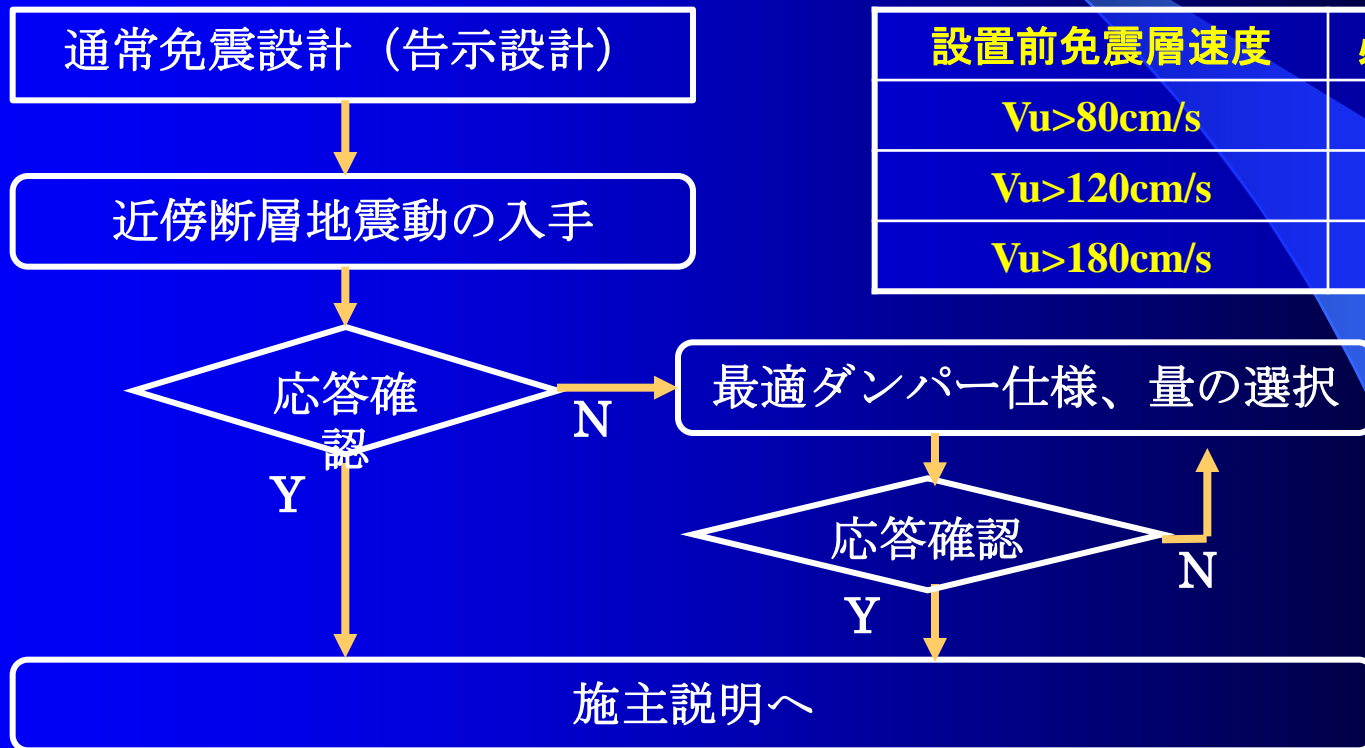 通常免震設計（告示設計）
設置前免震層速度
Vu>80cm/s
Vu>120cm/s
Vu>180cm/s
近傍断層地震動の入手
応答確
認
N
Y
最適ダンパー仕様、量の選択
応答確認
N
Y
施主説明へ